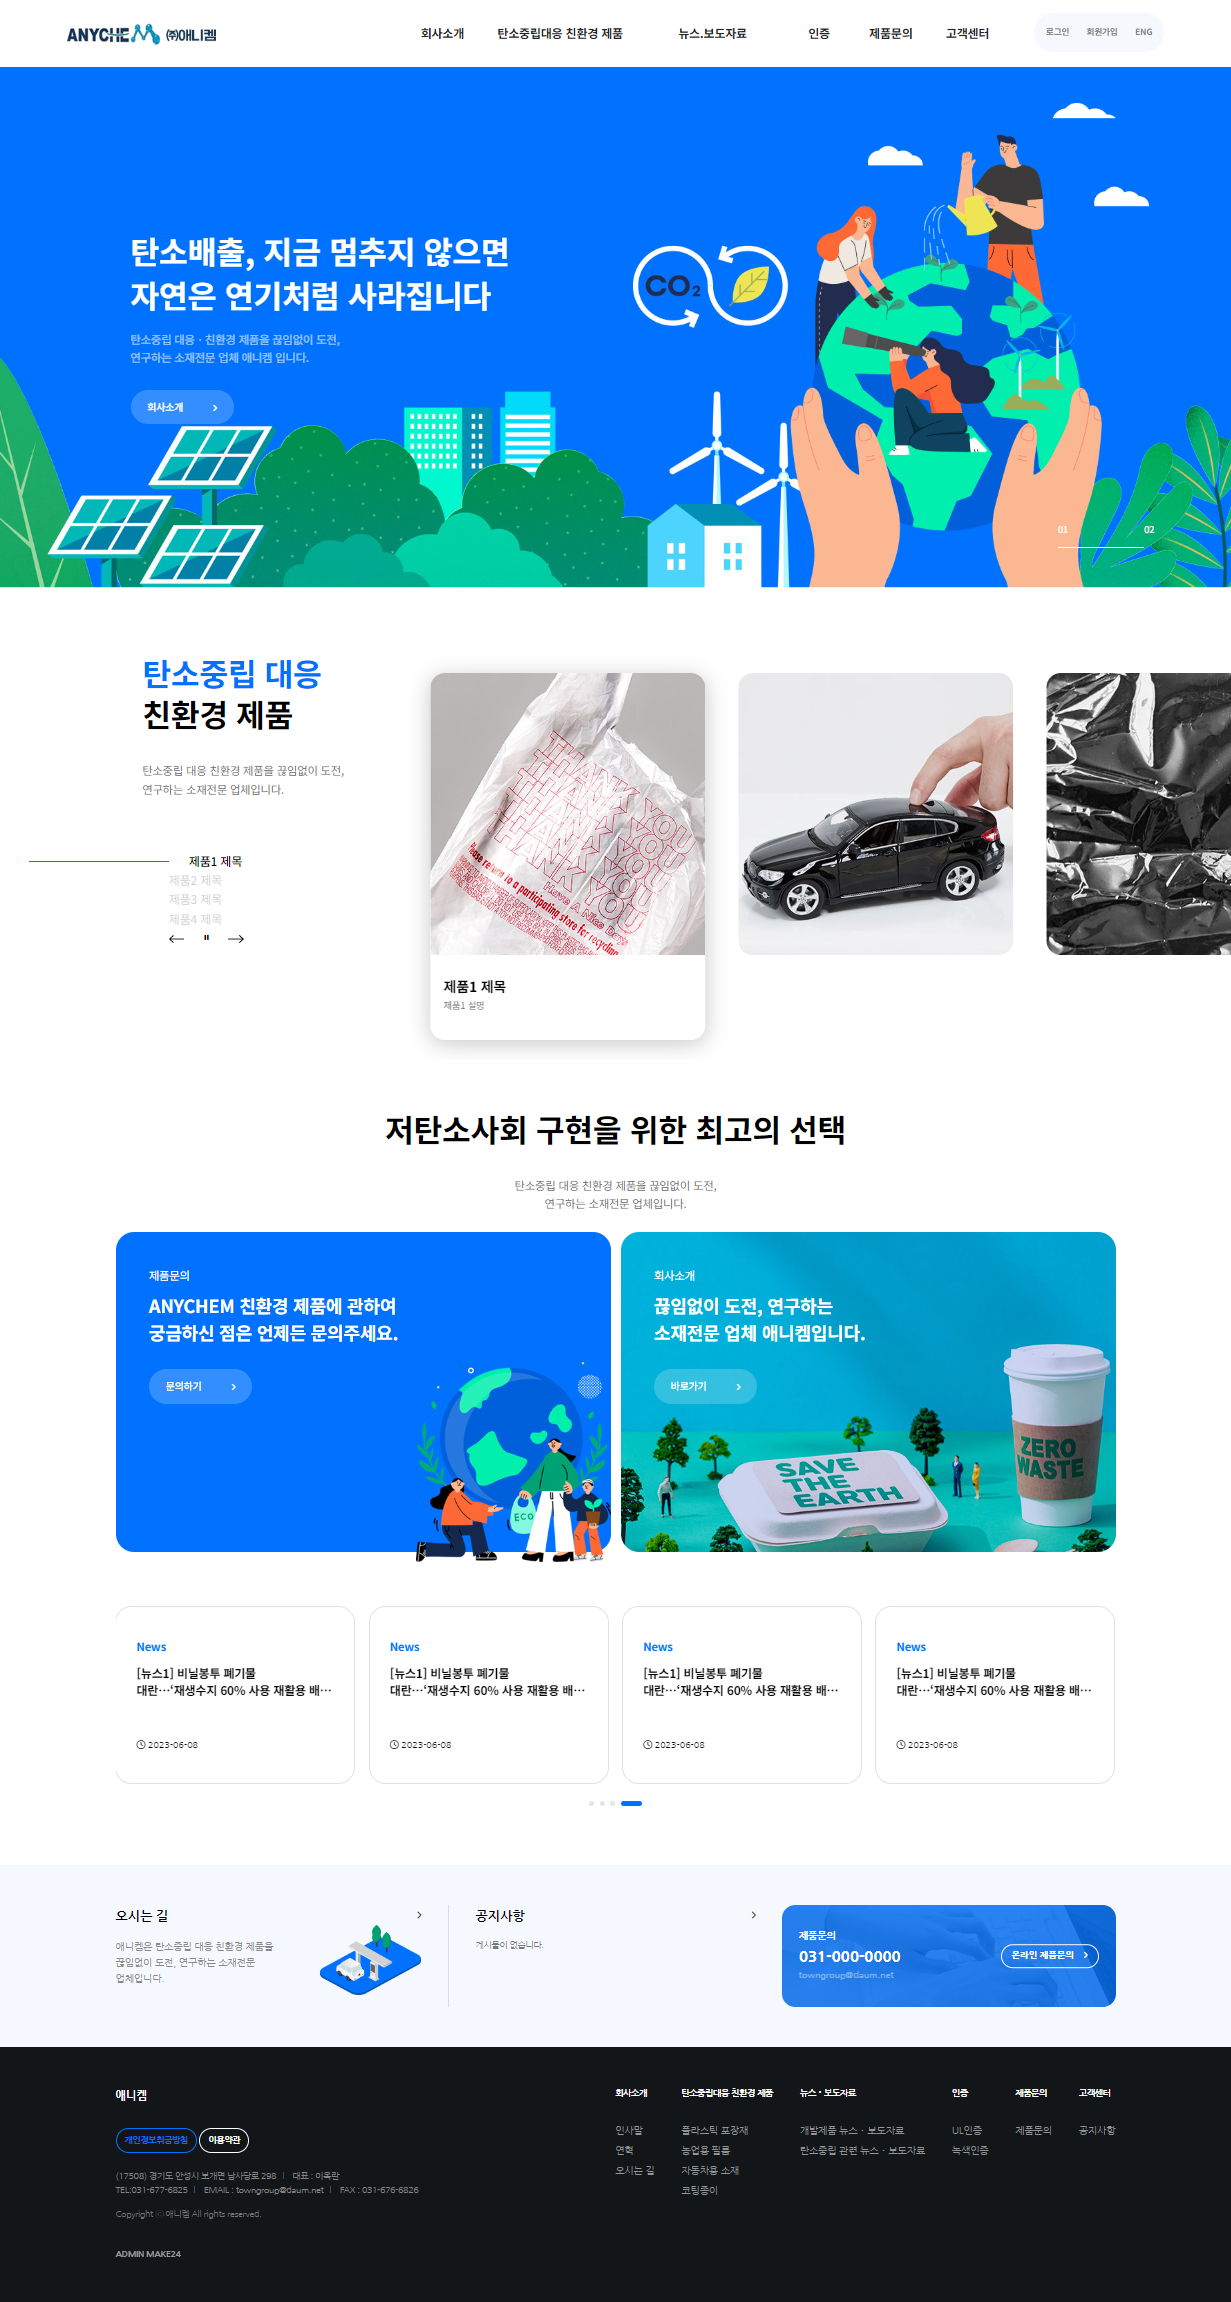 ANYCHEM ㈜애니켐
회사소개
탄소중립대응 친환경 제품
뉴스.보도자료
인증
제품문의
고객센터
로그인
회원가입
ENG
탄소배출, 지금 멈추지 않으면
자연은 연기처럼 사라집니다
탄소중립 대응 · 친환경 제품을 끊임없이 도전,
연구하는 소재전문 업체 애니켐 입니다.
회사소개
CO₂
01
02
탄소중립 대응
친환경 제품
탄소중립 대응 친환경 제품을 끊임없이 도전,
연구하는 소재전문 업체입니다.
제품1 제목
제품2 제목
제품3 제목
제품4 제목
THANK YOU
THANK YOU
THANK YOU
THANK YOU
THANK YOU
Have A Nice Day
Please return to a participating store for recycling
제품1 제목
제품1 설명
저탄소사회 구현을 위한 최고의 선택
탄소중립 대응 친환경 제품을 끊임없이 도전,
연구하는 소재전문 업체입니다.
제품문의
ANYCHEM 친환경 제품에 관하여
궁금하신 점은 언제든 문의주세요.
문의하기
ECO
회사소개
끊임없이 도전, 연구하는
소재전문 업체 애니켐입니다.
바로가기
SAVE
THE
EARTH
ZERO
WASTE
News
[뉴스1] 비닐봉투 폐기물
대란…‘재생수지 60% 사용 재활용 배…
2023-06-08
News
[뉴스1] 비닐봉투 폐기물
대란…‘재생수지 60% 사용 재활용 배…
2023-06-08
News
[뉴스1] 비닐봉투 폐기물
대란…‘재생수지 60% 사용 재활용 배…
2023-06-08
News
[뉴스1] 비닐봉투 폐기물
대란…‘재생수지 60% 사용 재활용 배…
2023-06-08
오시는 길
애니켐은 탄소중립 대응 친환경 제품을
끊임없이 도전, 연구하는 소재전문
업체입니다.
공지사항
게시물이 없습니다.
제품문의
031-000-0000
towngroup@daum.net
온라인 제품문의
애니켐
개인정보취급방침
이용약관
(17508) 경기도 안성시 보개면 남사당로 298 | 대표 : 이옥란
TEL:031-677-6825 | EMAIL : towngroup@daum.net | FAX : 031-676-6826
Copyright ⓒ 애니켐 All rights reserved.
ADMIN MAKE24
회사소개
인사말
연혁
오시는 길
탄소중립대응 친환경 제품
플라스틱 포장재
농업용 필름
자동차용 소재
코팅종이
뉴스 · 보도자료
개발제품 뉴스 · 보도자료
탄소중립 관련 뉴스 · 보도자료
인증
UL인증
녹색인증
제품문의
제품문의
고객센터
공지사항